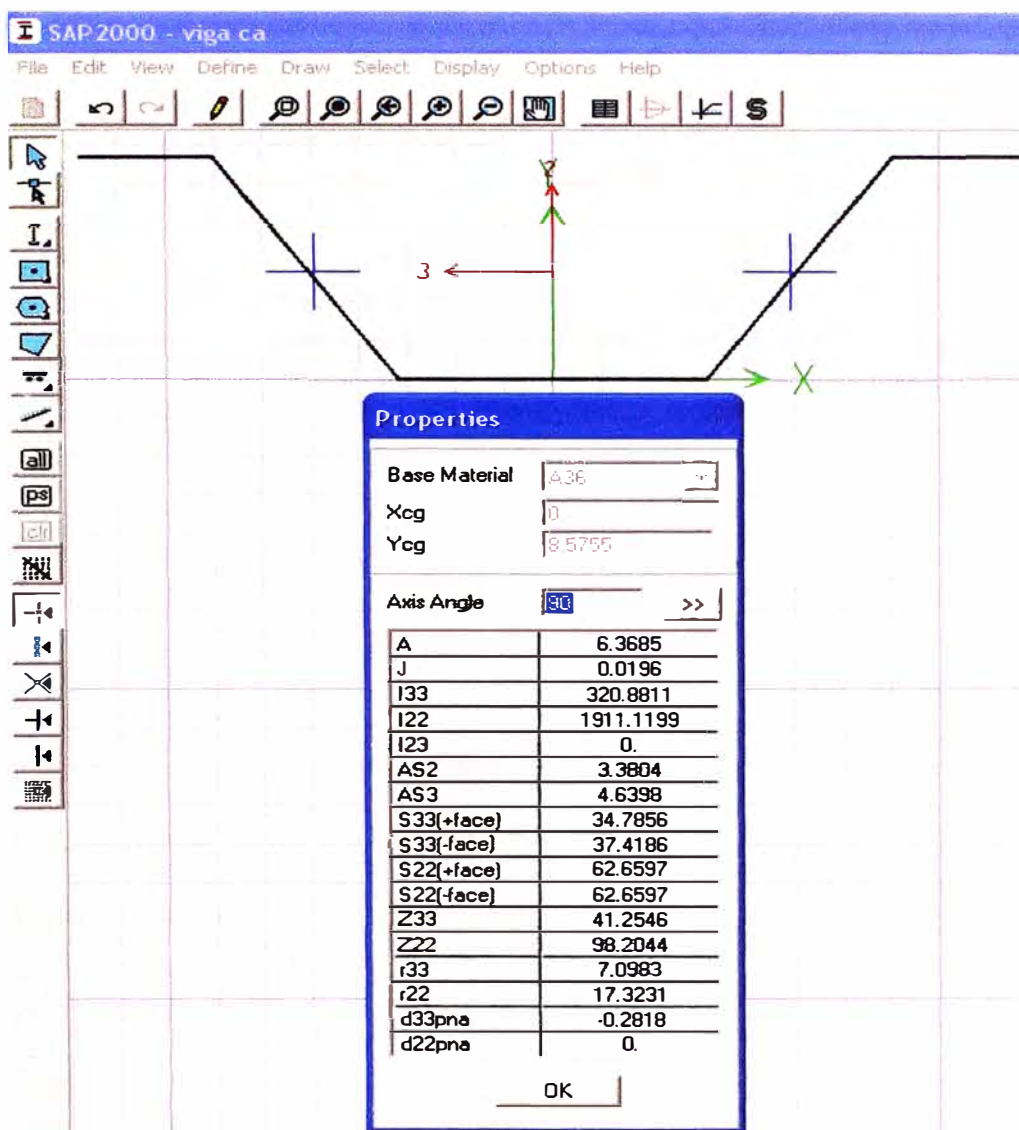 SAP2000 - viga ca
File Edit View Define Draw Select Display Options Help
S
all
ps
clr
3
X
Properties
Base Material A36
Xcg 0.
Ycg 8.5755
Axis Angle 90 >>
A 6.3685
J 0.0196
I33 320.8811
I22 1911.1199
I23 0.
AS2 3.3804
AS3 4.6398
S33(+face) 34.7856
S33(-face) 37.4186
S22(+face) 62.6597
S22(-face) 62.6597
Z33 41.2546
Z22 98.2044
r33 7.0983
r22 17.3231
d33pna -0.2818
d22pna 0.
OK